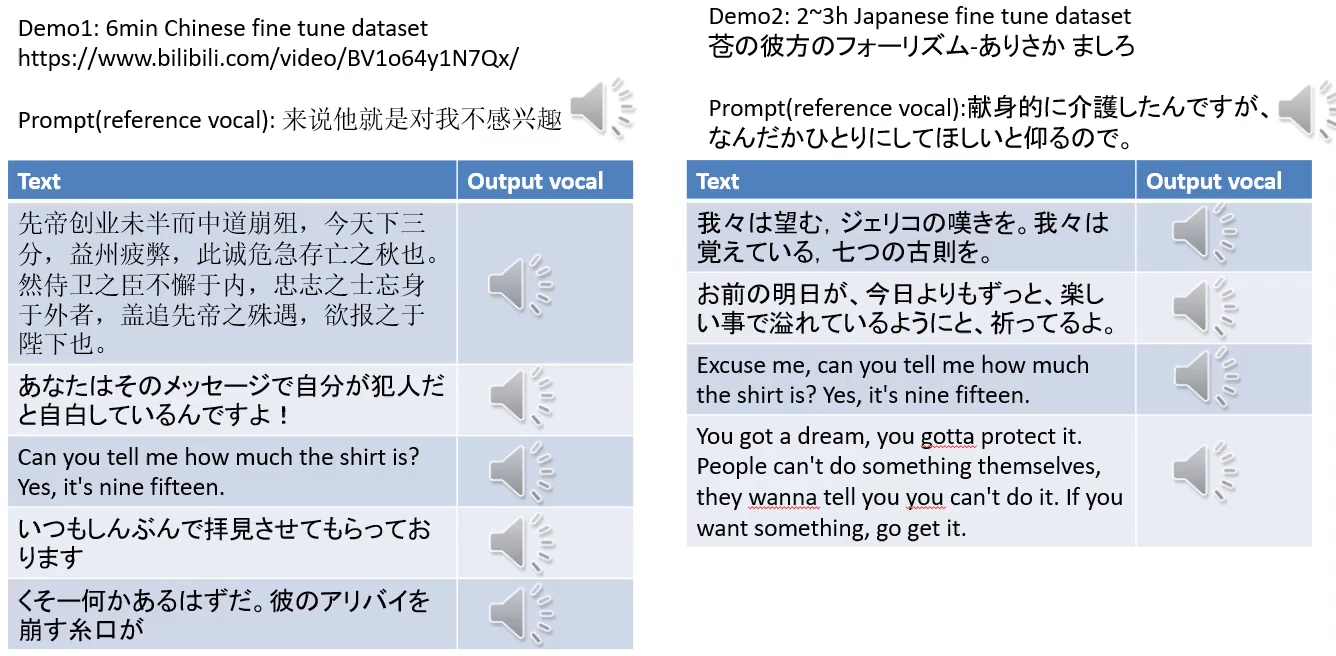 Demo1: 6min Chinese fine tune dataset
https://www.bilibili.com/video/BV1o64y1N7Qx/
Prompt(reference vocal): 来说他就是对我不感兴趣
Text Output vocal
先帝创业未半而中道崩殂，今天下三
分，益州疲弊，此诚危急存亡之秋也。
然侍卫之臣不懈于内，忠志之士忘身
于外者，盖追先帝之殊遇，欲报之于
陛下也。
あなたはそのメッセージで自分が犯人だ
と自白しているんですよ！
Can you tell me how much the shirt is?
Yes, it's nine fifteen.
いつもしんぶんで拝見させてもらってお
ります
くそ一何かあるはずだ。彼のアリバイを
崩す糸口が
Demo2: 2~3h Japanese fine tune dataset
苍の彼方のフォーリズム-ありさか ましろ
Prompt(reference vocal):献身的に介護したんですが、
なんだかひとりにしてほしいと仰るので。
Text Output vocal
我々は望む，ジェリコの嘆きを。我々は
覚えている，七つの古則を。
お前の明日が、今日よりもずっと、楽し
い事で溢れているようにと、祈ってるよ。
Excuse me, can you tell me how much
the shirt is? Yes, it's nine fifteen.
You got a dream, you gotta protect it.
People can't do something themselves,
they wanna tell you you can't do it. If you
want something, go get it.